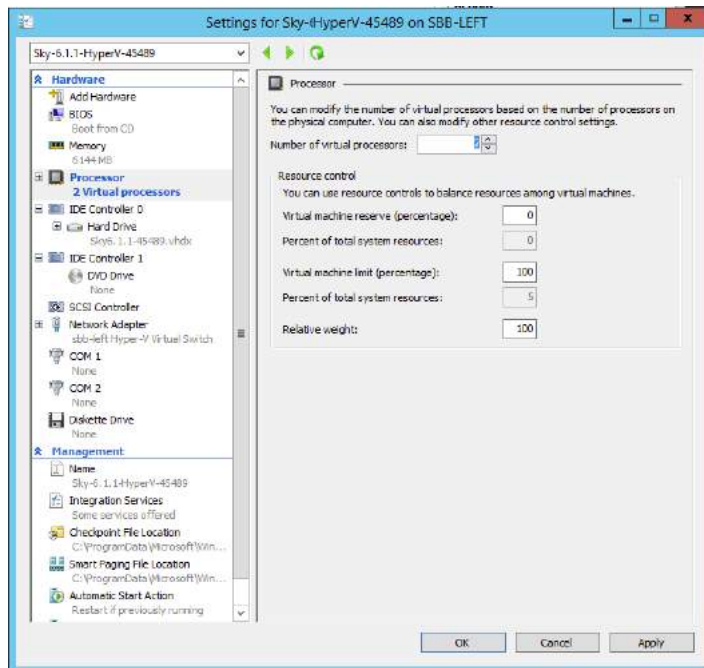 Settings for Sky-6HyperV-45489 on SBB-LEFT
Sky-6.1.1-HyperV-45489
Hardware
Add Hardware
BIOS
Boot from CD
Memory
6144 MB
Processor
2 Virtual processors
IDE Controller 0
Hard Drive
Sky6.1.1-45489.vhdx
IDE Controller 1
DVD Drive
None
SCSI Controller
Network Adapter
sbb-left Hyper-V Virtual Switch
COM 1
None
COM 2
None
Diskette Drive
None
Management
Name
Sky-6.1.1-HyperV-45489
Integration Services
Some services offered
Checkpoint File Location
C:\ProgramData\Microsoft\Win...
Smart Paging File Location
C:\ProgramData\Microsoft\Win...
Automatic Start Action
Restart if previously running
Processor
You can modify the number of virtual processors based on the number of processors on
the physical computer. You can also modify other resource control settings.
Number of virtual processors: 2
Resource control
You can use resource controls to balance resources among virtual machines.
Virtual machine reserve (percentage): 0
Percent of total system resources: 0
Virtual machine limit (percentage): 100
Percent of total system resources: 5
Relative weight: 100
OK Cancel Apply